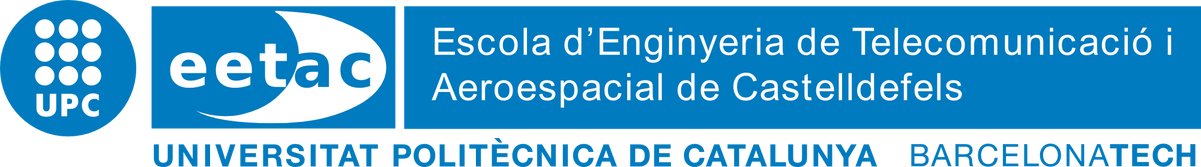 UPC
eetac
Escola d’Enginyeria de Telecomunicació i
Aeroespacial de Castelldefels
UNIVERSITAT POLITÈCNICA DE CATALUNYA BARCELONATECH